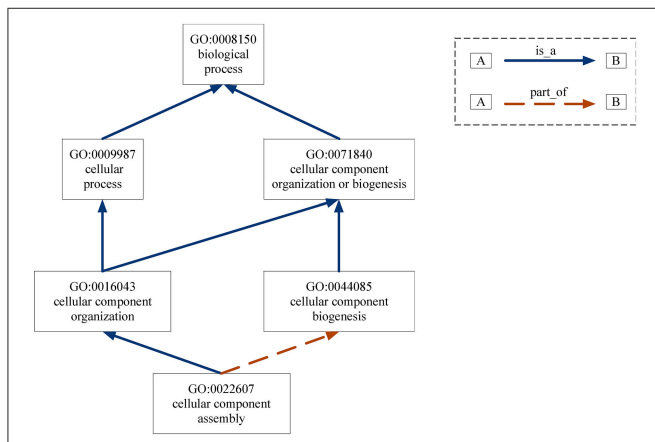 GO:0008150
biological
process
is_a
A
B
part_of
A
B
GO:0009987
cellular
process
GO:0071840
cellular component
organization or biogenesis
GO:0016043
cellular component
organization
GO:0044085
cellular component
biogenesis
GO:0022607
cellular component
assembly